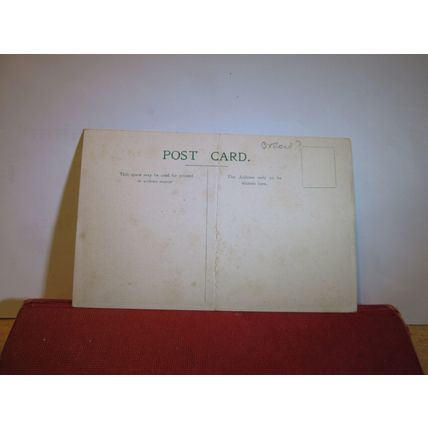 Oxford?
POST CARD.
This space may be used for printed
or written matter
The Address only to be
written here.